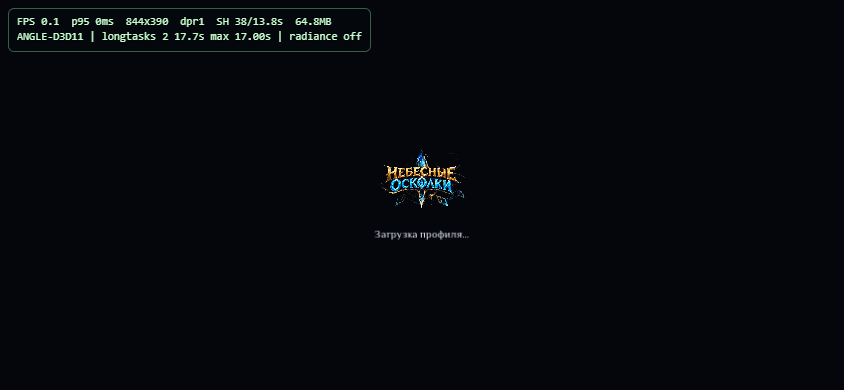 FPS 0.1 p95 0ms 844x390 dpr1 SH 38/13.8s 64.8MB
ANGLE-D3D11 | longtasks 2 17.7s max 17.00s | radiance off
НЕБЕСНЫЕ
ОСКОЛКИ
Загрузка профиля...